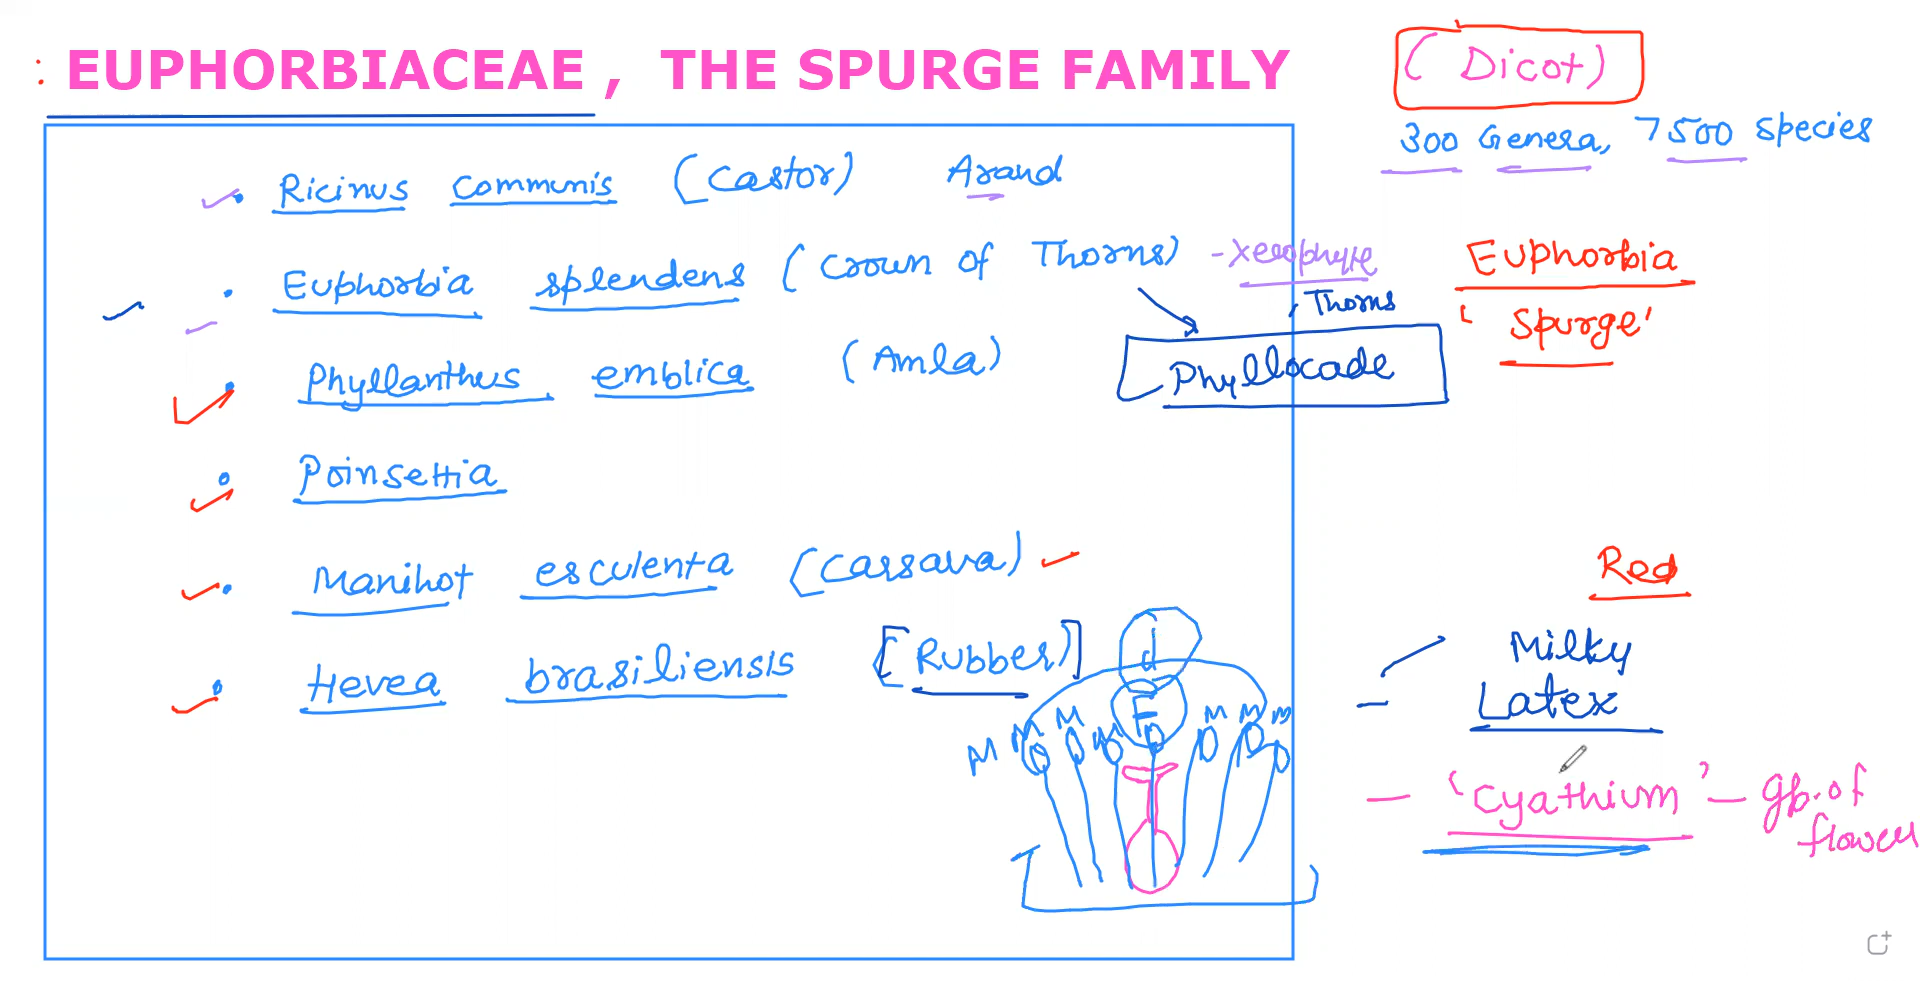 : EUPHORBIACEAE , THE SPURGE FAMILY
( Dicot )
300 Genera, 7500 Species
• Ricinus communis (Castor) Arand
• Euphorbia splendens (Crown of Thorns) - Xerophyte
, Thorns
Phyllocade
Euphorbia
' Spurge '
• Phyllanthus emblica (Amla)
• Poinsettia
• Manihot esculenta (Cassava)
• Hevea brasiliensis [Rubber]
Red
- Milky
- Latex
- 'Cyathium' - gp. of
flower
d
F
M M M M M M M